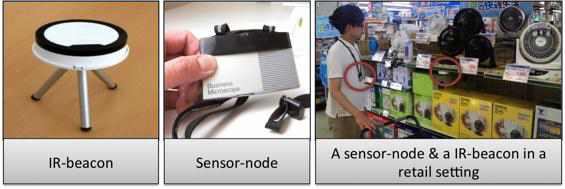 Business
Microscope
IR-beacon
Sensor-node
A sensor-node & a IR-beacon in a
retail setting